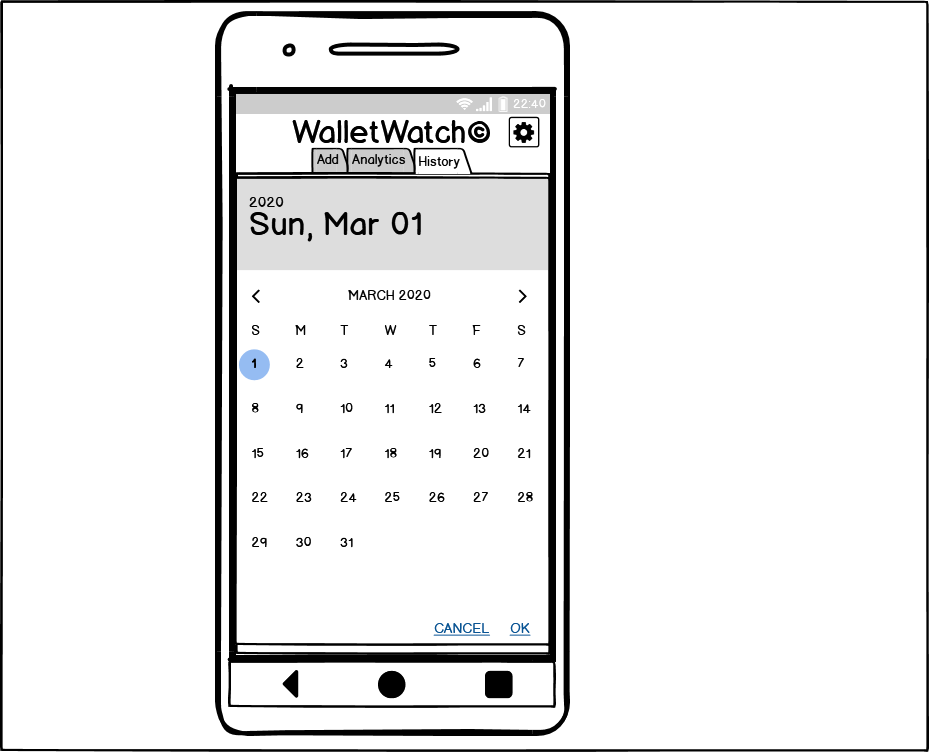 22:40
WalletWatch©
Add Analytics History
2020
Sun, Mar 01
MARCH 2020
S M T W T F S
1 2 3 4 5 6 7
8 9 10 11 12 13 14
15 16 17 18 19 20 21
22 23 24 25 26 27 28
29 30 31
CANCEL OK